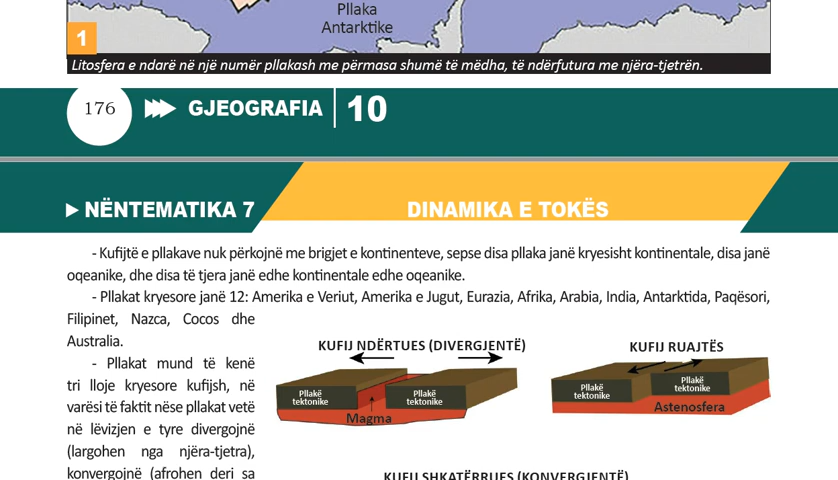 Pllaka
Antarktike
1
Litosfera e ndarë në një numër pllakash me përmasa shumë të mëdha, të ndërfutura me njëra-tjetrën.
176 GJEOGRAFIA 10
NËNTEMATIKA 7 DINAMIKA E TOKËS
- Kufijtë e pllakave nuk përkojnë me brigjet e kontinenteve, sepse disa pllaka janë kryesisht kontinentale, disa janë
oqeanike, dhe disa të tjera janë edhe kontinentale edhe oqeanike.
- Pllakat kryesore janë 12: Amerika e Veriut, Amerika e Jugut, Eurazia, Afrika, Arabia, India, Antarktida, Paqësori,
Filipinet, Nazca, Cocos dhe
Australia.
- Pllakat mund të kenë
tri lloje kryesore kufijsh, në
varësi të faktit nëse pllakat vetë
në lëvizjen e tyre divergojnë
(largohen nga njëra-tjetra),
konvergjojnë (afrohen deri sa
KUFIJ NDËRTUES (DIVERGJENTË)
Pllakë
tektonike
Pllakë
tektonike
Magma
KUFIJ RUAJTËS
Pllakë
tektonike
Pllakë
tektonike
Astenosfera
KUFIJ SHKATËRRUES (KONVERGJENTË)